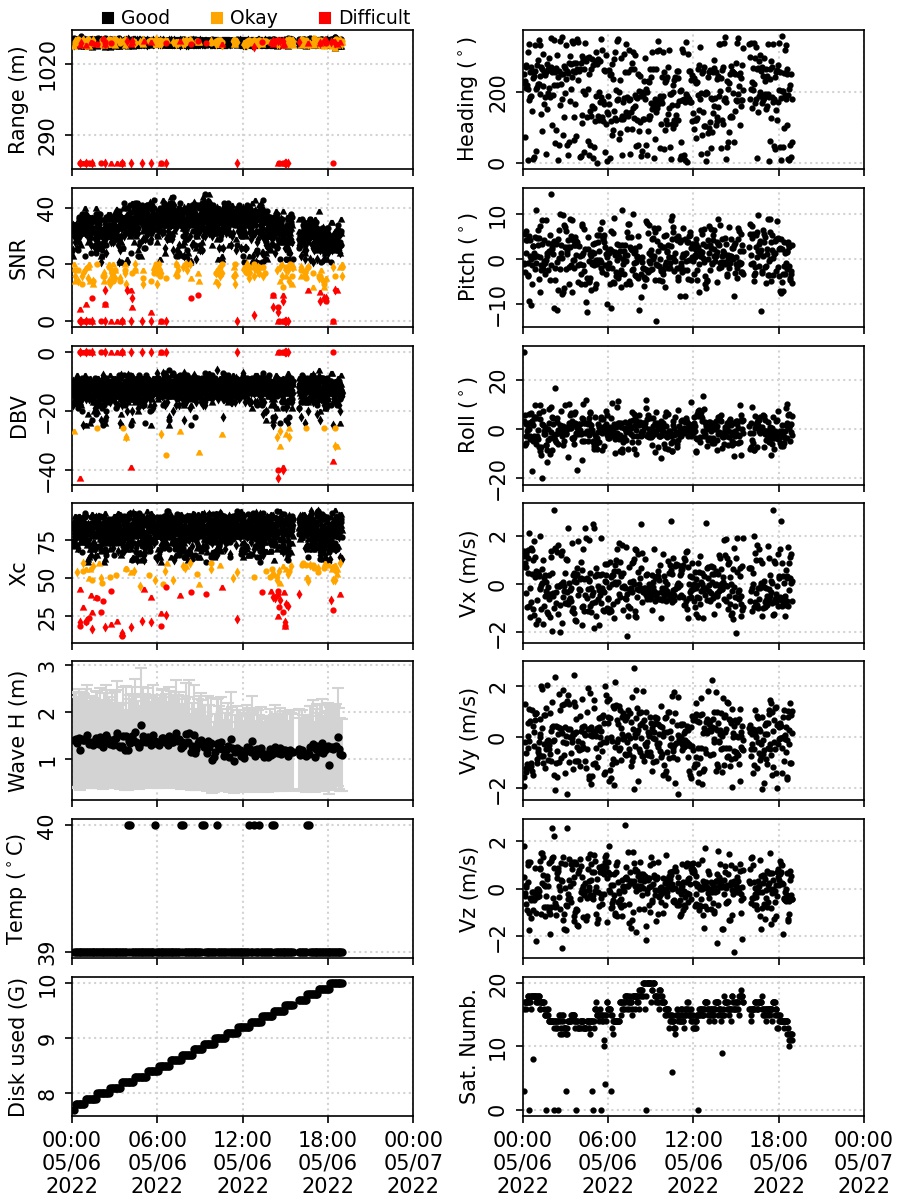 Good Okay Difficult
Range (m)
1020
290
Heading (°)
200
0
SNR
40
20
0
Pitch (°)
10
0
−10
DBV
0
−20
−40
Roll (°)
20
0
−20
Xc
75
50
25
Vx (m/s)
2
0
−2
Wave H (m)
3
2
1
Vy (m/s)
2
0
−2
Temp (°C)
40
39
Vz (m/s)
2
0
−2
Disk used (G)
10
9
8
Sat. Numb.
20
10
0
00:00 06:00 12:00 18:00 00:00
05/06 05/06 05/06 05/06 05/07
2022 2022 2022 2022 2022
00:00 06:00 12:00 18:00 00:00
05/06 05/06 05/06 05/06 05/07
2022 2022 2022 2022 2022